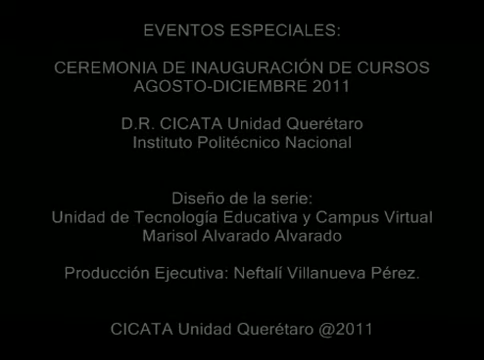 EVENTOS ESPECIALES:
CEREMONIA DE INAUGURACIÓN DE CURSOS
AGOSTO-DICIEMBRE 2011
D.R. CICATA Unidad Querétaro
Instituto Politécnico Nacional
Diseño de la serie:
Unidad de Tecnología Educativa y Campus Virtual
Marisol Alvarado Alvarado
Producción Ejecutiva: Neftalí Villanueva Pérez.
CICATA Unidad Querétaro @2011